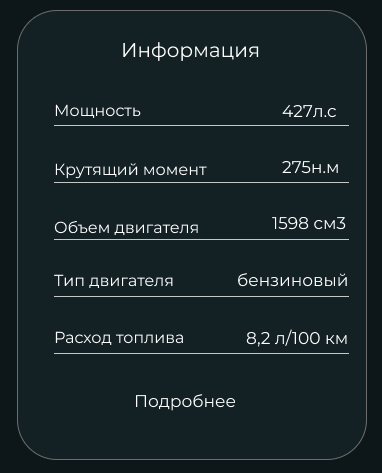 Информация
Мощность 427л.с
Крутящий момент 275н.м
Объем двигателя 1598 см3
Тип двигателя бензиновый
Расход топлива 8,2 л/100 км
Подробнее